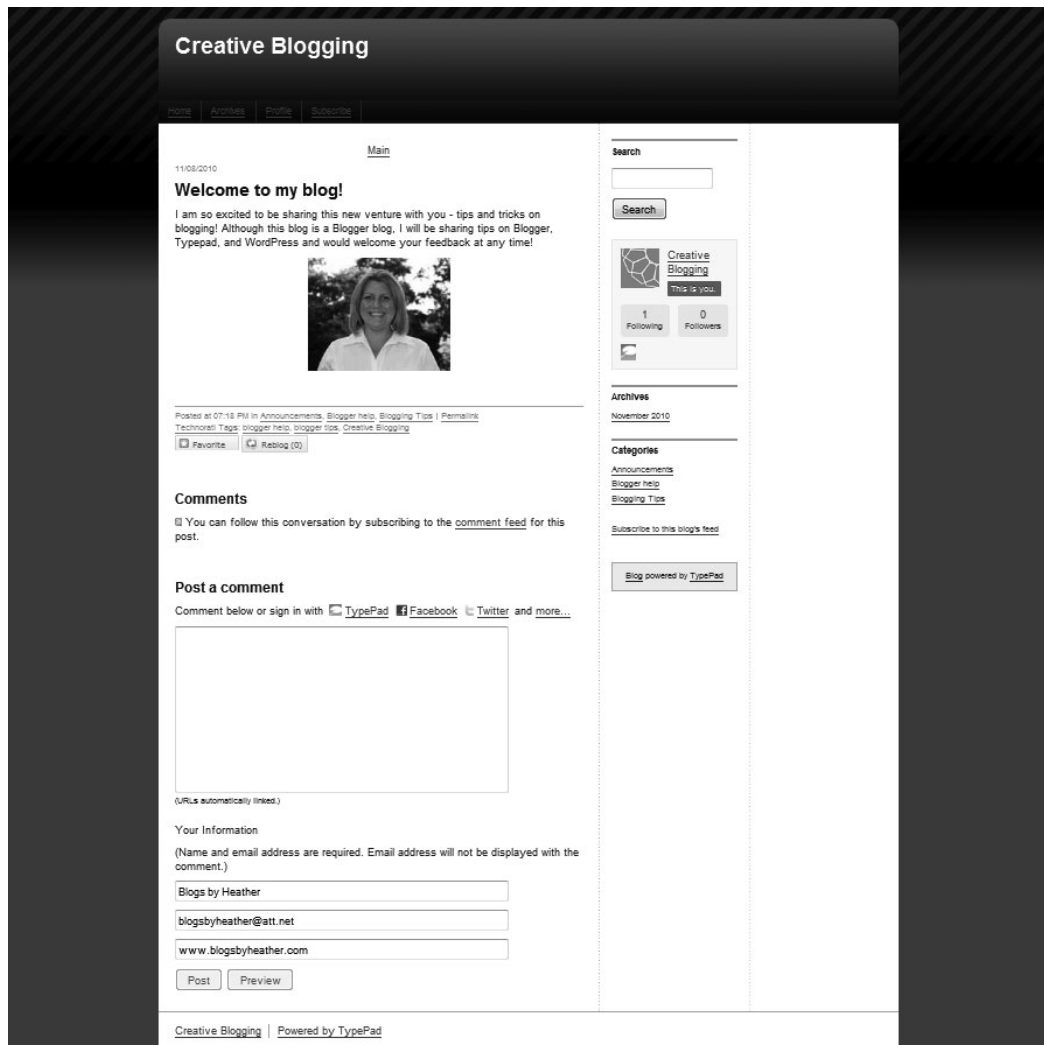 Creative Blogging
Home Archives Profile Subscribe
Main
11/08/2010
Welcome to my blog!
I am so excited to be sharing this new venture with you - tips and tricks on
blogging! Although this blog is a Blogger blog, I will be sharing tips on Blogger,
Typepad, and WordPress and would welcome your feedback at any time!
Posted at 07:18 PM in Announcements, Blogger help, Blogging Tips | Permalink
Technorati Tags: blogger help, blogger tips, Creative Blogging
Favorite Reblog (0)
Comments
You can follow this conversation by subscribing to the comment feed for this
post.
Post a comment
Comment below or sign in with TypePad Facebook Twitter and more...
(URLs automatically linked.)
Your Information
(Name and email address are required. Email address will not be displayed with the
comment.)
Blogs by Heather
blogsbyheather@att.net
www.blogsbyheather.com
Post Preview
Search
Search
Creative
Blogging
This is you.
1 0
Following Followers
Archives
November 2010
Categories
Announcements
Blogger help
Blogging Tips
Subscribe to this blog's feed
Blog powered by TypePad
Creative Blogging | Powered by TypePad